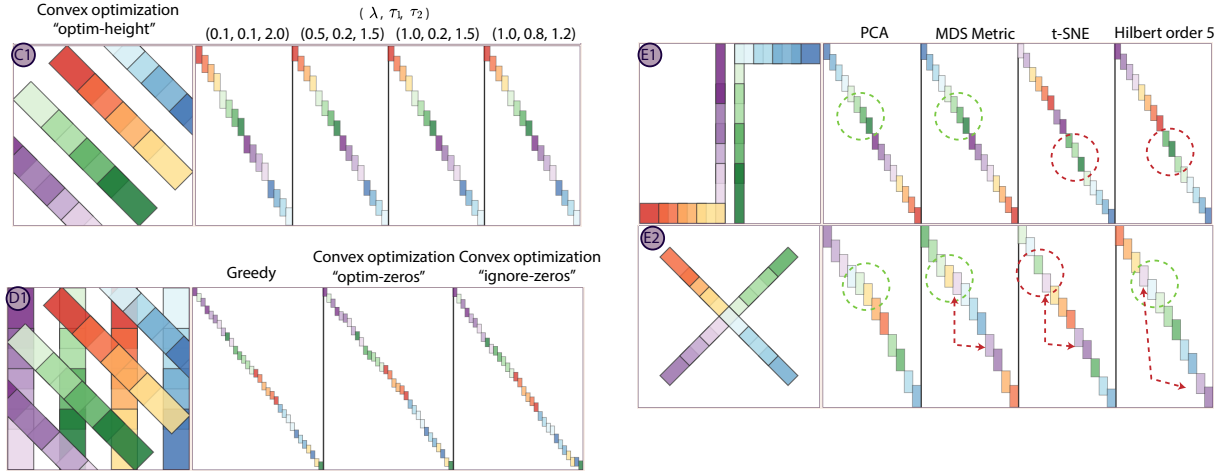 Convex optimization
“optim-height”
( λ, τ1, τ2 )
(0.1, 0.1, 2.0) (0.5, 0.2, 1.5) (1.0, 0.2, 1.5) (1.0, 0.8, 1.2)
C1
Greedy
Convex optimization
“optim-zeros”
Convex optimization
“ignore-zeros”
D1
PCA MDS Metric t-SNE Hilbert order 5
E1
E2